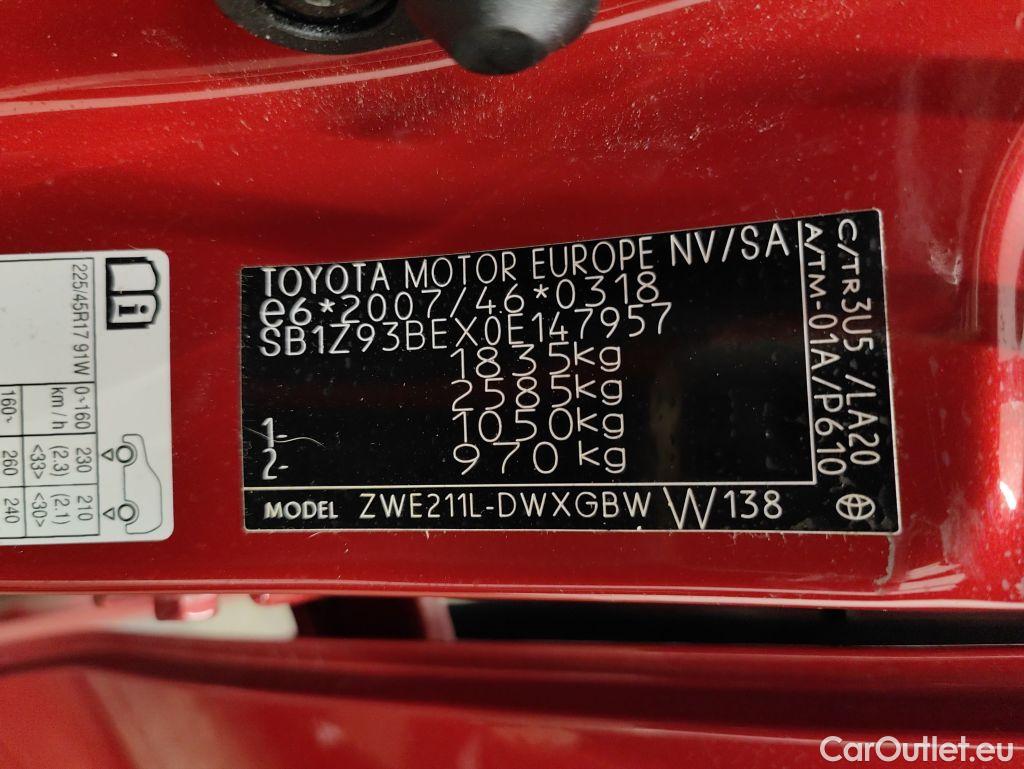 TOYOTA MOTOR EUROPE NV/SA
e6*2007/46*0318
SB1Z93BEX0E147957
1835kg
2585kg
1- 1050kg
2- 970kg
MODEL ZWE211L-DWXGBW W138
C/TR 3U5 /LA20
A/TM-01A/P610
225/45R17 91W
km/h
0~160
160~
230
(2.3)
<33>
260
210
(2.1)
<30>
240
CarOutlet.eu